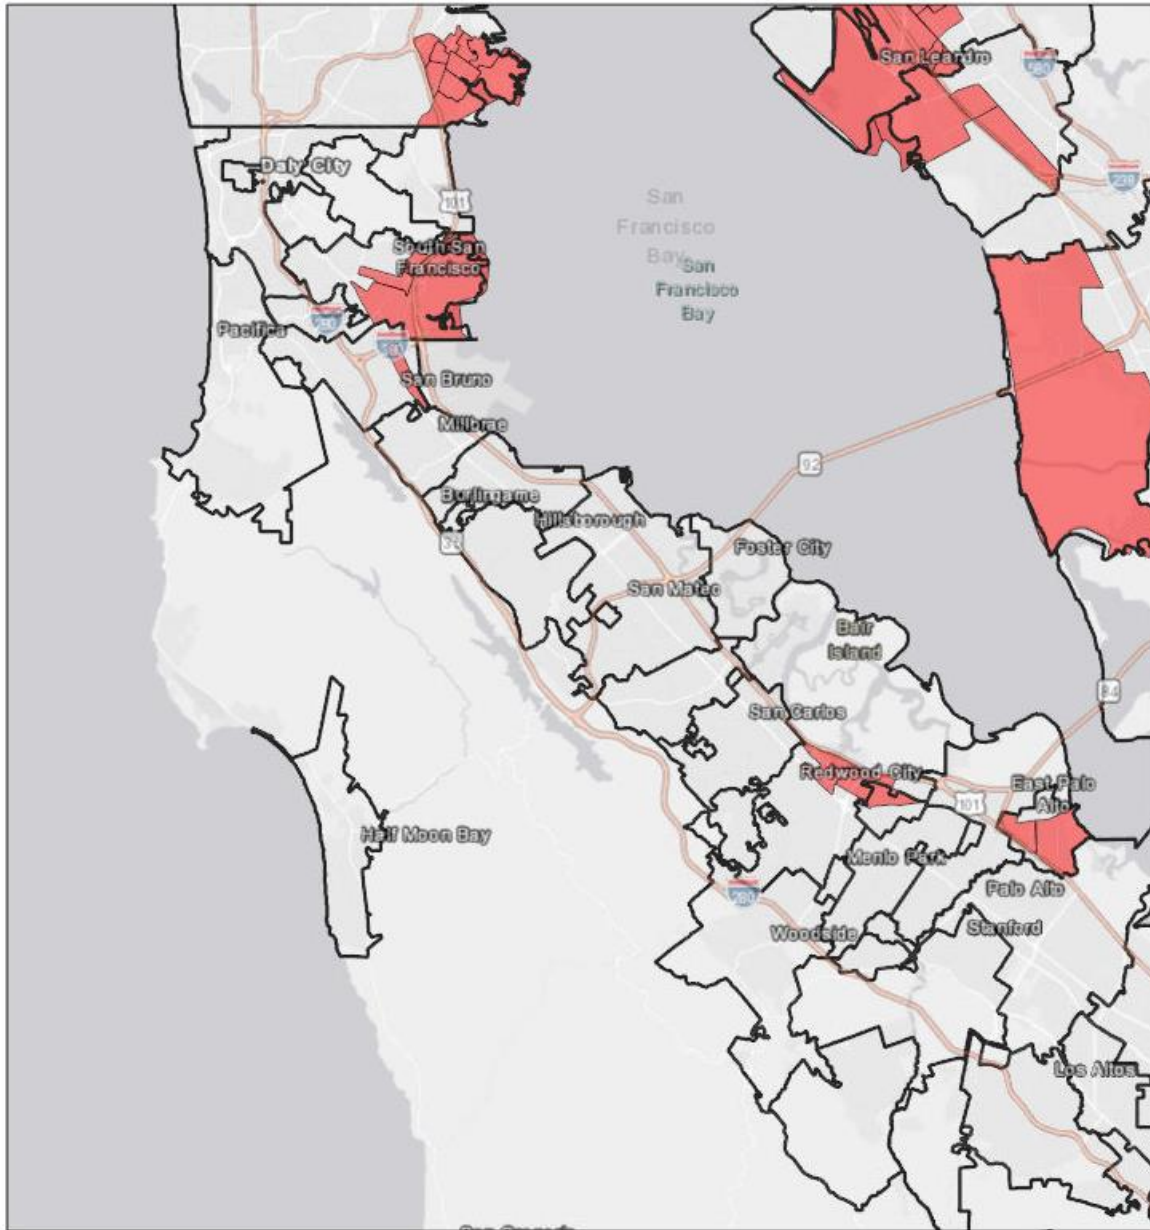 San Leandro
580
Daly City
238
101
San
Francisco
Bay
South San
Francisco
San
Francisco
Bay
Pacifica
280
380
San Bruno
Millbrae
92
Burlingame
Hillsborough
35
Foster City
San Mateo
Bair
Island
84
San Carlos
Redwood City
East Palo
Alto
101
Half Moon Bay
Menlo Park
280
Palo Alto
Woodside
Stanford
Los Altos